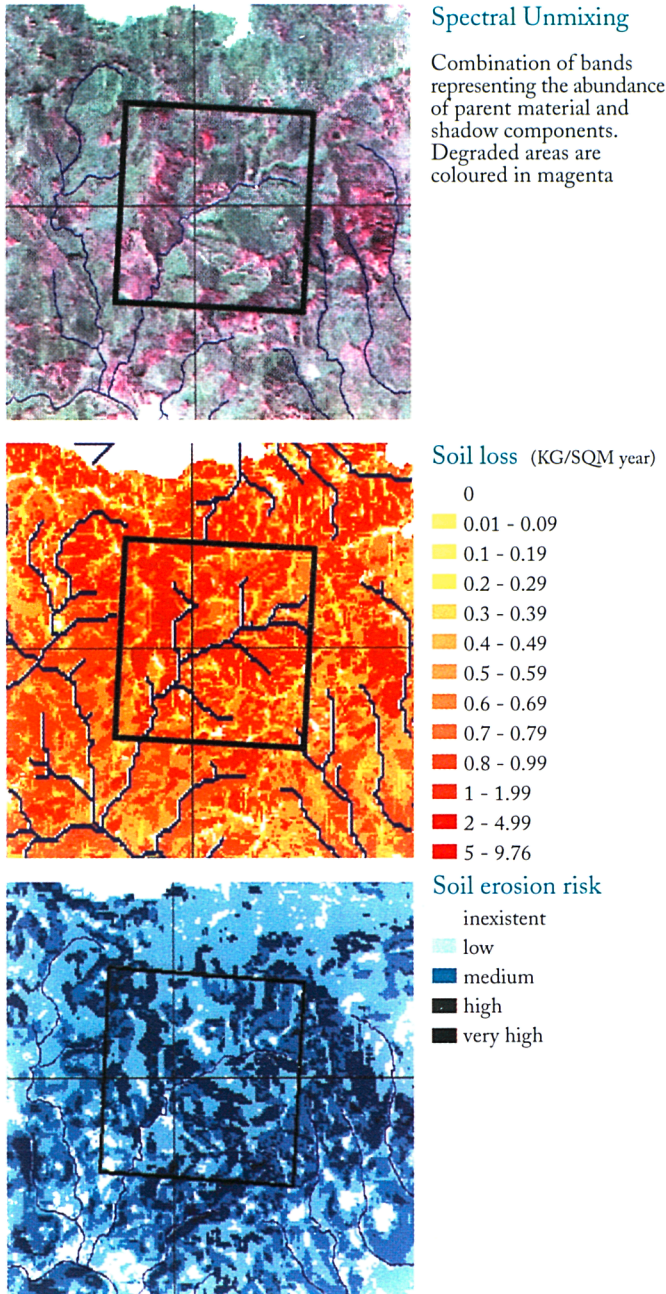 Spectral Unmixing
Combination of bands
representing the abundance
of parent material and
shadow components.
Degraded areas are
coloured in magenta
Soil loss (KG/SQM year)
0
0.01 - 0.09
0.1 - 0.19
0.2 - 0.29
0.3 - 0.39
0.4 - 0.49
0.5 - 0.59
0.6 - 0.69
0.7 - 0.79
0.8 - 0.99
1 - 1.99
2 - 4.99
5 - 9.76
Soil erosion risk
inexistent
low
medium
high
very high